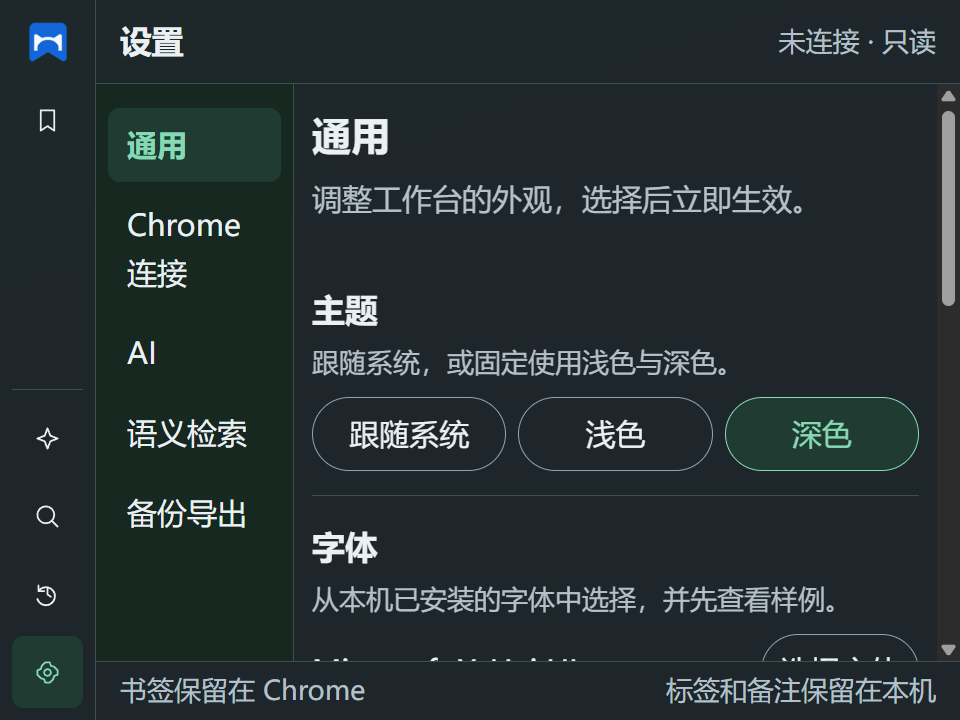 设置
未连接 · 只读
通用
Chrome
连接
AI
语义检索
备份导出
通用
调整工作台的外观，选择后立即生效。
主题
跟随系统，或固定使用浅色与深色。
跟随系统
浅色
深色
字体
从本机已安装的字体中选择，并先查看样例。
书签保留在 Chrome
标签和备注保留在本机